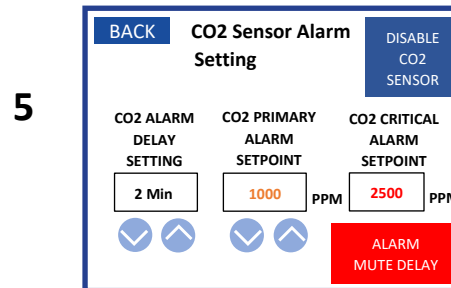 5
BACK
CO2 Sensor Alarm
Setting
DISABLE
CO2
SENSOR
CO2 ALARM
DELAY
SETTING
2 Min
CO2 PRIMARY
ALARM
SETPOINT
1000 PPM
CO2 CRITICAL
ALARM
SETPOINT
2500 PPM
ALARM
MUTE DELAY